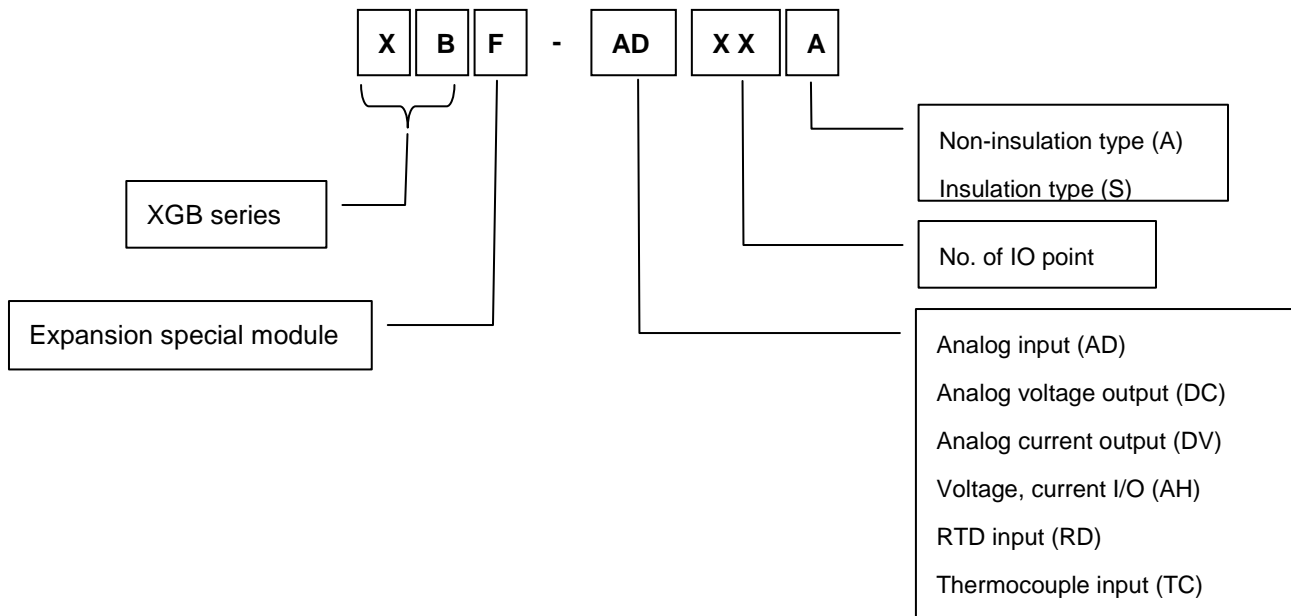 X B F - AD X X A
Non-insulation type (A)
Insulation type (S)
XGB series
No. of IO point
Expansion special module
Analog input (AD)
Analog voltage output (DC)
Analog current output (DV)
Voltage, current I/O (AH)
RTD input (RD)
Thermocouple input (TC)